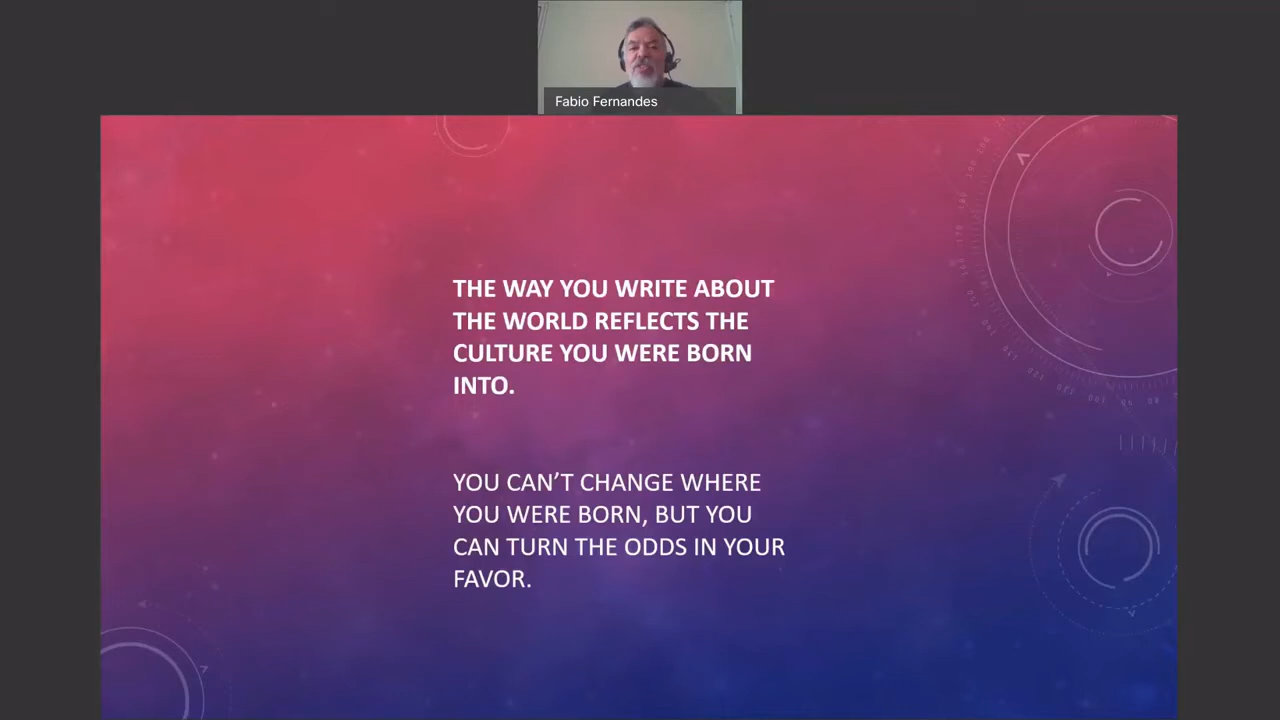 Fabio Fernandes
THE WAY YOU WRITE ABOUT
THE WORLD REFLECTS THE
CULTURE YOU WERE BORN
INTO.
YOU CAN’T CHANGE WHERE
YOU WERE BORN, BUT YOU
CAN TURN THE ODDS IN YOUR
FAVOR.